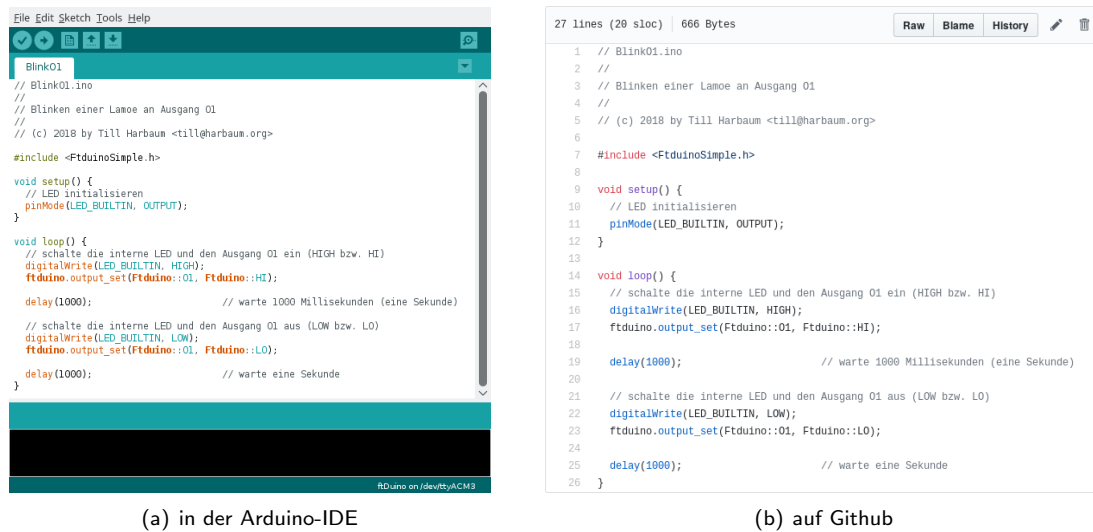 File Edit Sketch Tools Help
Blink01
// Blink01.ino
//
// Blinken einer Lamoe an Ausgang O1
//
// (c) 2018 by Till Harbaum <till@harbaum.org>
#include <FtduinoSimple.h>
void setup() {
// LED initialisieren
pinMode(LED_BUILTIN, OUTPUT);
}
void loop() {
// schalte die interne LED und den Ausgang O1 ein (HIGH bzw. HI)
digitalWrite(LED_BUILTIN, HIGH);
ftduino.output_set(Ftduino::O1, Ftduino::HI);
delay(1000); // warte 1000 Millisekunden (eine Sekunde)
// schalte die interne LED und den Ausgang O1 aus (LOW bzw. LO)
digitalWrite(LED_BUILTIN, LOW);
ftduino.output_set(Ftduino::O1, Ftduino::LO);
delay(1000); // warte eine Sekunde
}
ftDuino on /dev/ttyACM3
(a) in der Arduino-IDE
27 lines (20 sloc) 666 Bytes Raw Blame History
1 // Blink01.ino
2 //
3 // Blinken einer Lamoe an Ausgang O1
4 //
5 // (c) 2018 by Till Harbaum <till@harbaum.org>
6
7 #include <FtduinoSimple.h>
8
9 void setup() {
10 // LED initialisieren
11 pinMode(LED_BUILTIN, OUTPUT);
12 }
13
14 void loop() {
15 // schalte die interne LED und den Ausgang O1 ein (HIGH bzw. HI)
16 digitalWrite(LED_BUILTIN, HIGH);
17 ftduino.output_set(Ftduino::O1, Ftduino::HI);
18
19 delay(1000); // warte 1000 Millisekunden (eine Sekunde)
20
21 // schalte die interne LED und den Ausgang O1 aus (LOW bzw. LO)
22 digitalWrite(LED_BUILTIN, LOW);
23 ftduino.output_set(Ftduino::O1, Ftduino::LO);
24
25 delay(1000); // warte eine Sekunde
26 }
(b) auf Github